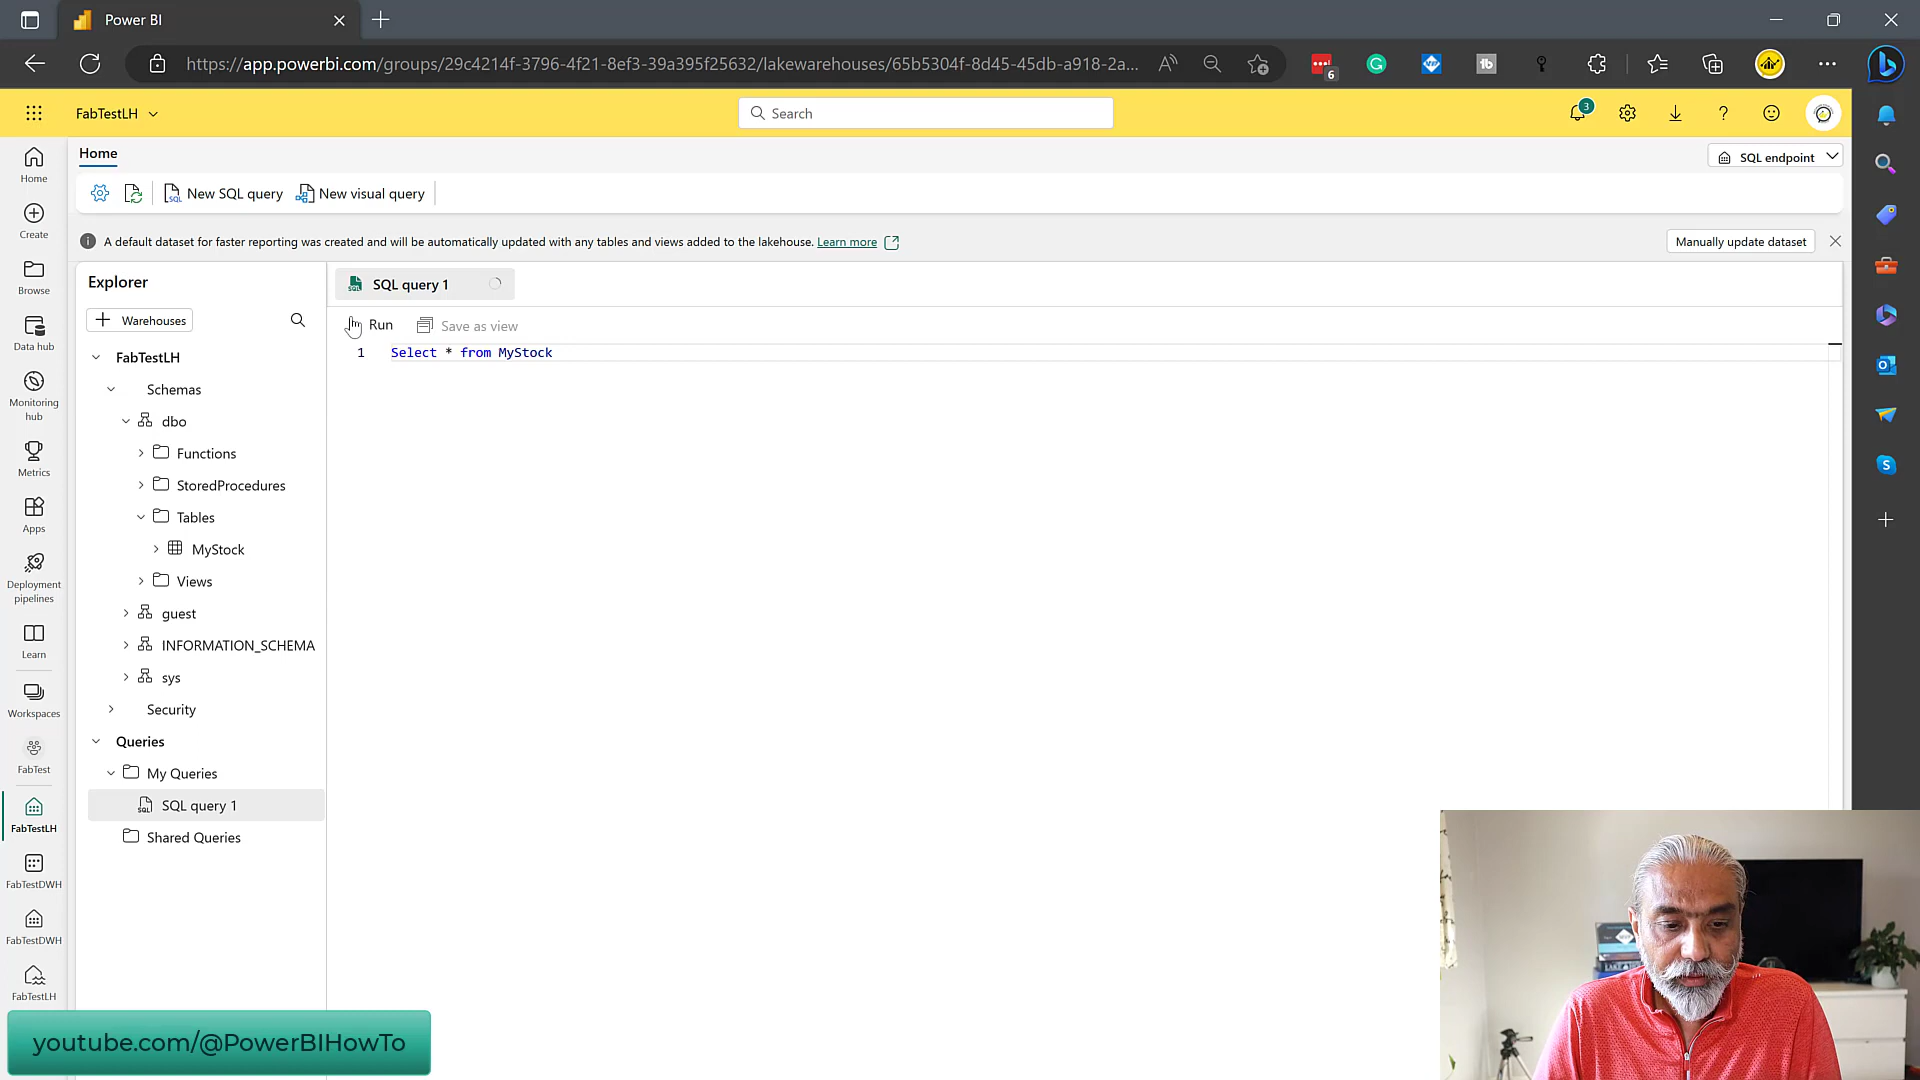 Power BI
https://app.powerbi.com/groups/29c4214f-3796-4f21-8ef3-39a395f25632/lakewarehouses/65b5304f-8d45-45db-a918-2a...
6
FabTestLH
Search
3
Home
SQL endpoint
New SQL query
New visual query
A default dataset for faster reporting was created and will be automatically updated with any tables and views added to the lakehouse. Learn more
Manually update dataset
Home
Create
Browse
Data hub
Monitoring
hub
Metrics
Apps
Deployment
pipelines
Learn
Workspaces
FabTest
FabTestLH
FabTestDWH
FabTestDWH
FabTestLH
Explorer
Warehouses
FabTestLH
Schemas
dbo
Functions
StoredProcedures
Tables
MyStock
Views
guest
INFORMATION_SCHEMA
sys
Security
Queries
My Queries
SQL query 1
Shared Queries
SQL query 1
Run
Save as view
1 Select * from MyStock
youtube.com/@PowerBIHowTo